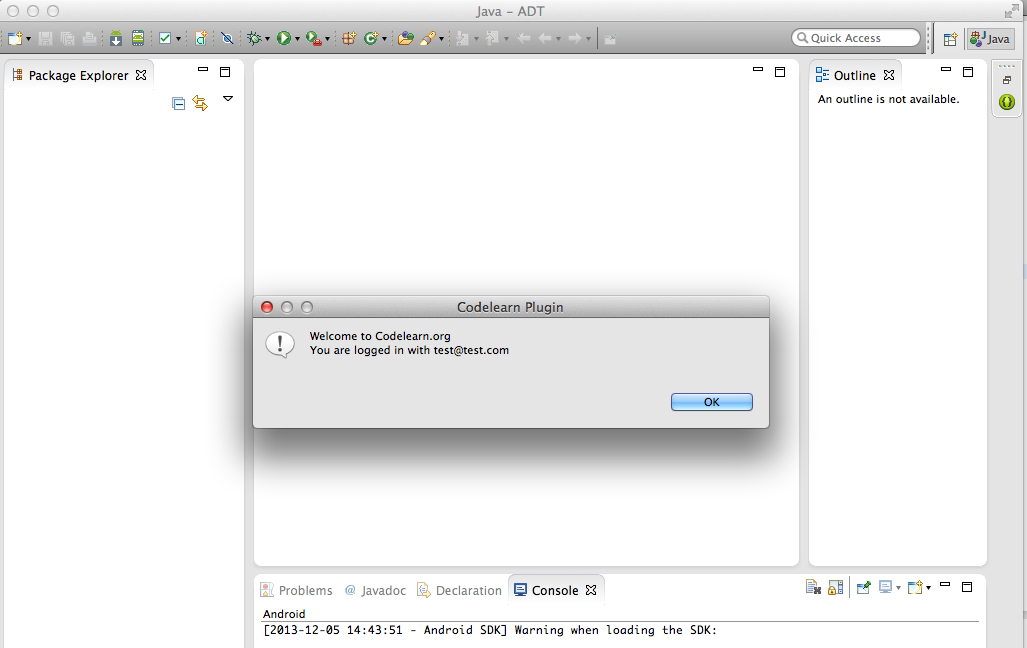 Java – ADT
Quick Access
Java
Package Explorer
Outline
An outline is not available.
Codelearn Plugin
Welcome to Codelearn.org
You are logged in with test@test.com
OK
Problems
@ Javadoc
Declaration
Console
Android
[2013-12-05 14:43:51 - Android SDK] Warning when loading the SDK: